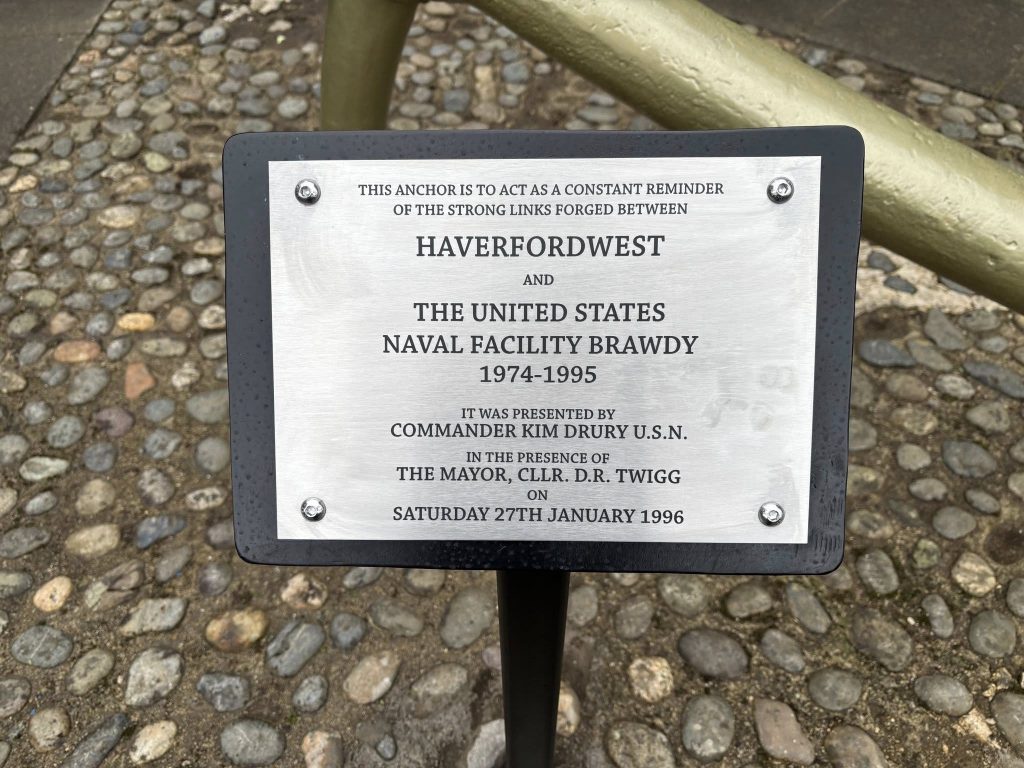 THIS ANCHOR IS TO ACT AS A CONSTANT REMINDER
OF THE STRONG LINKS FORGED BETWEEN
HAVERFORDWEST
AND
THE UNITED STATES
NAVAL FACILITY BRAWDY
1974-1995
IT WAS PRESENTED BY
COMMANDER KIM DRURY U.S.N.
IN THE PRESENCE OF
THE MAYOR, CLLR. D.R. TWIGG
ON
SATURDAY 27TH JANUARY 1996